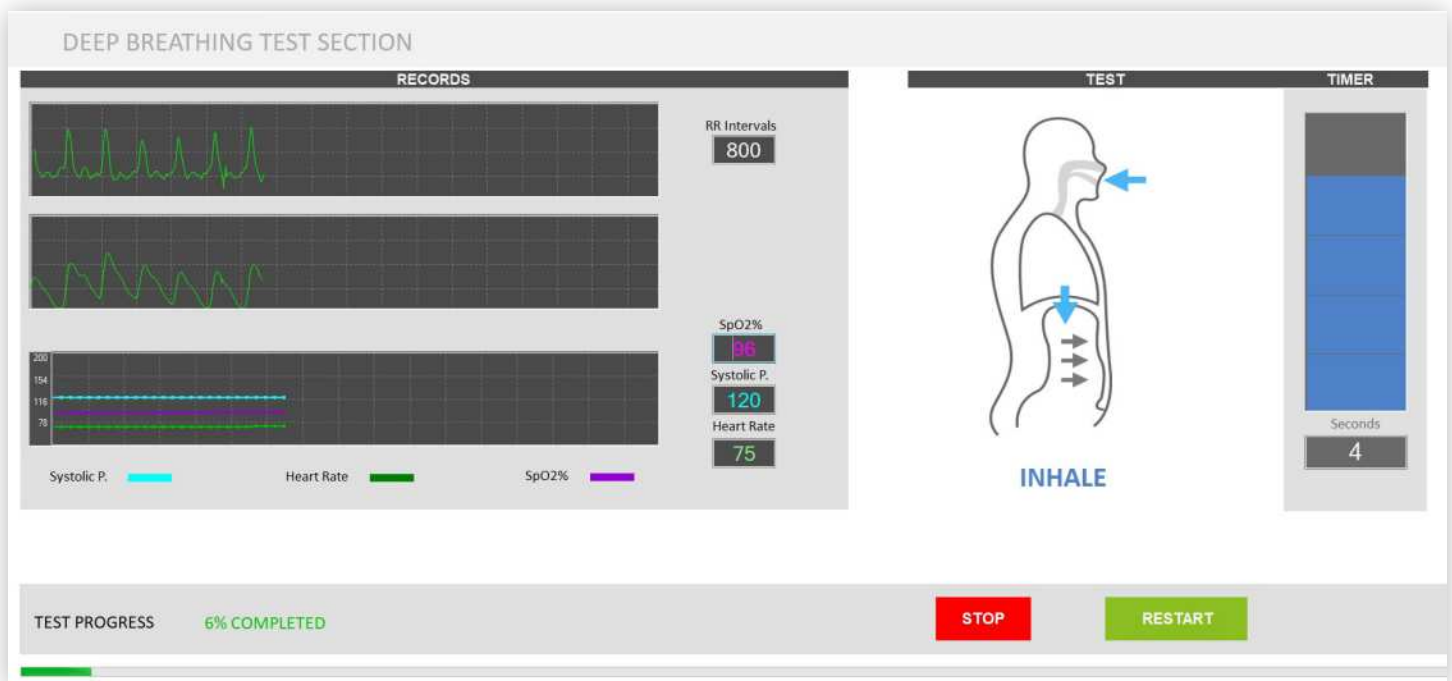 DEEP BREATHING TEST SECTION
RECORDS
RR Intervals
800
SpO2%
96
Systolic P.
120
Heart Rate
75
200
154
116
78
Systolic P.
Heart Rate
SpO2%
TEST
INHALE
TIMER
Seconds
4
TEST PROGRESS 6% COMPLETED
STOP
RESTART